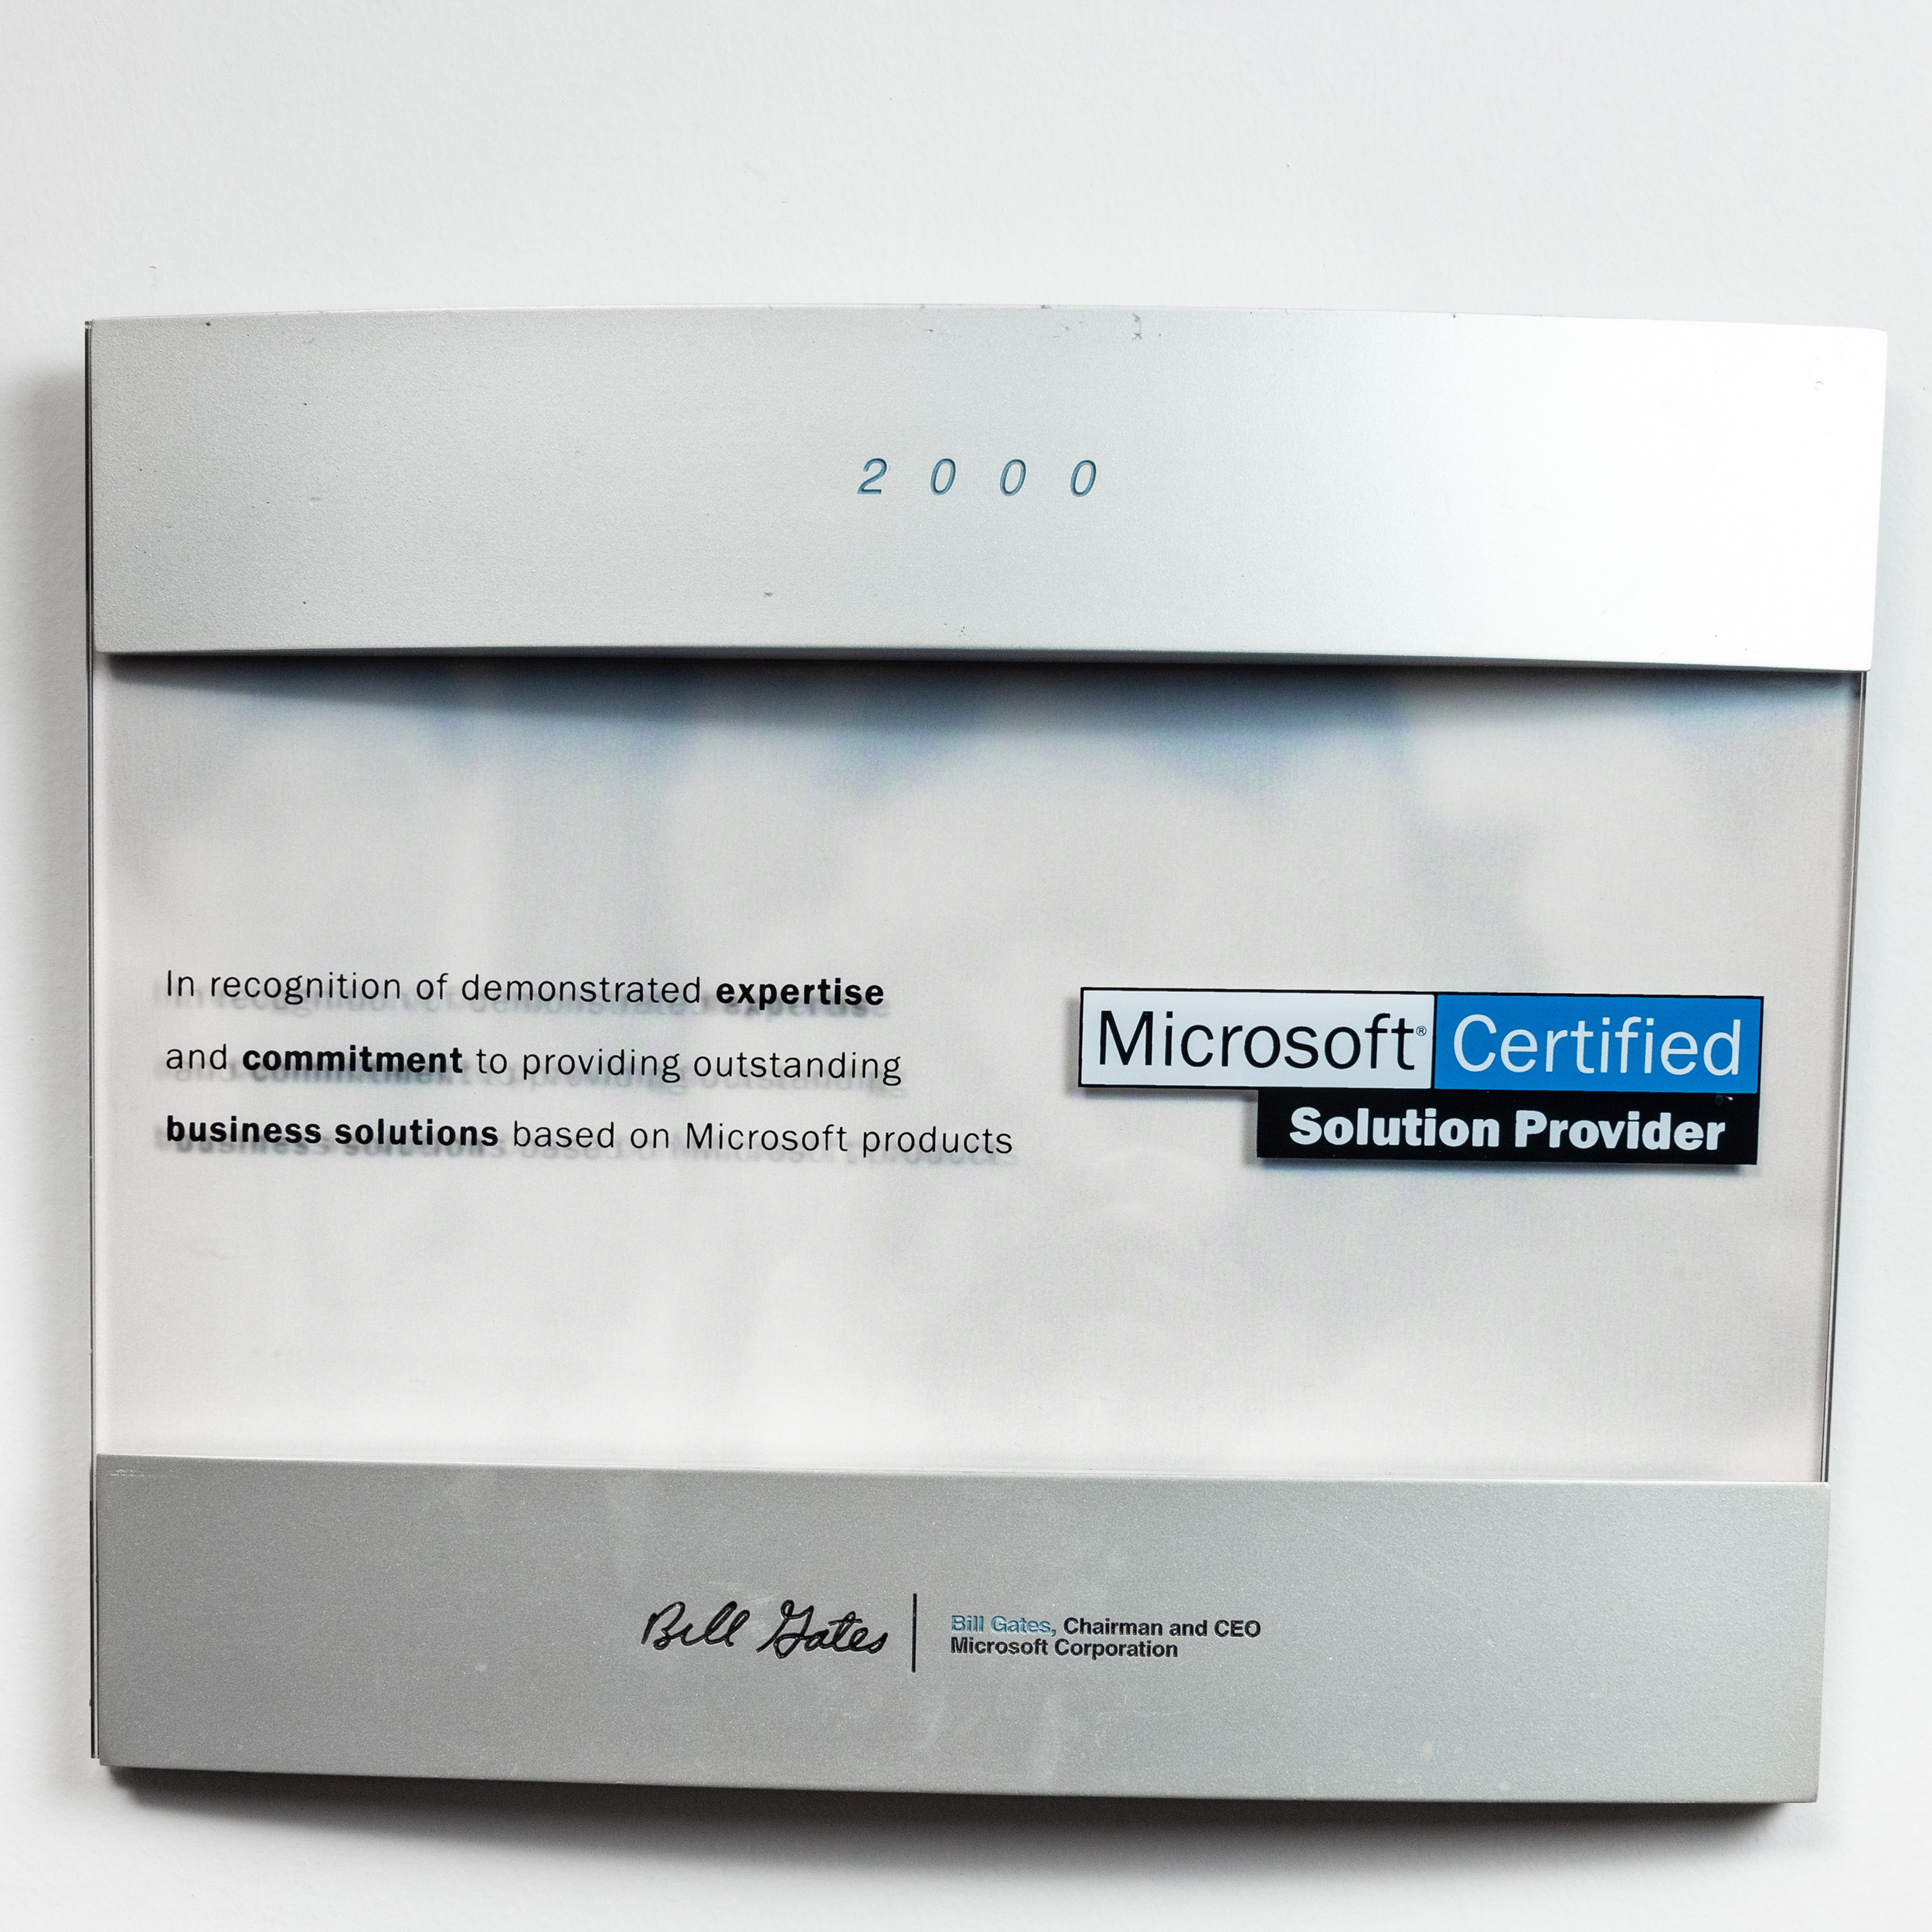 2000
In recognition of demonstrated expertise
and commitment to providing outstanding
business solutions based on Microsoft products
Microsoft® Certified
Solution Provider
Bill Gates
Bill Gates, Chairman and CEO
Microsoft Corporation